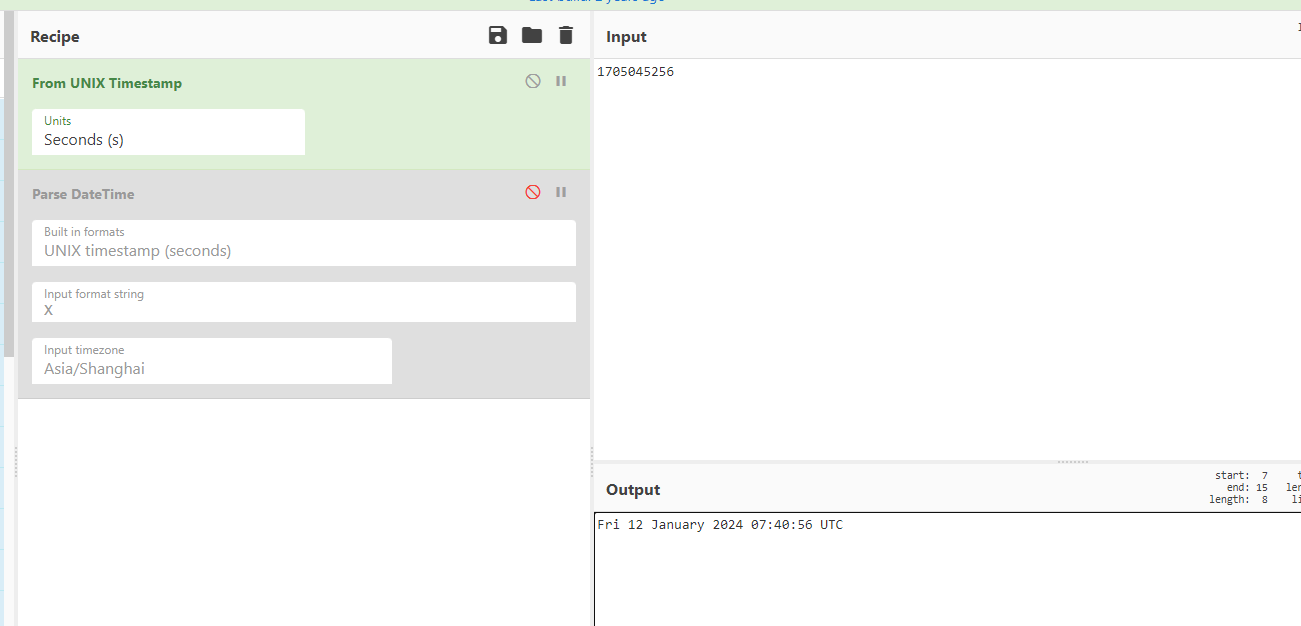 Recipe
From UNIX Timestamp
Units
Seconds (s)
Parse DateTime
Built in formats
UNIX timestamp (seconds)
Input format string
X
Input timezone
Asia/Shanghai
Input
1705045256
Output
start: 7
end: 15
length: 8
Fri 12 January 2024 07:40:56 UTC